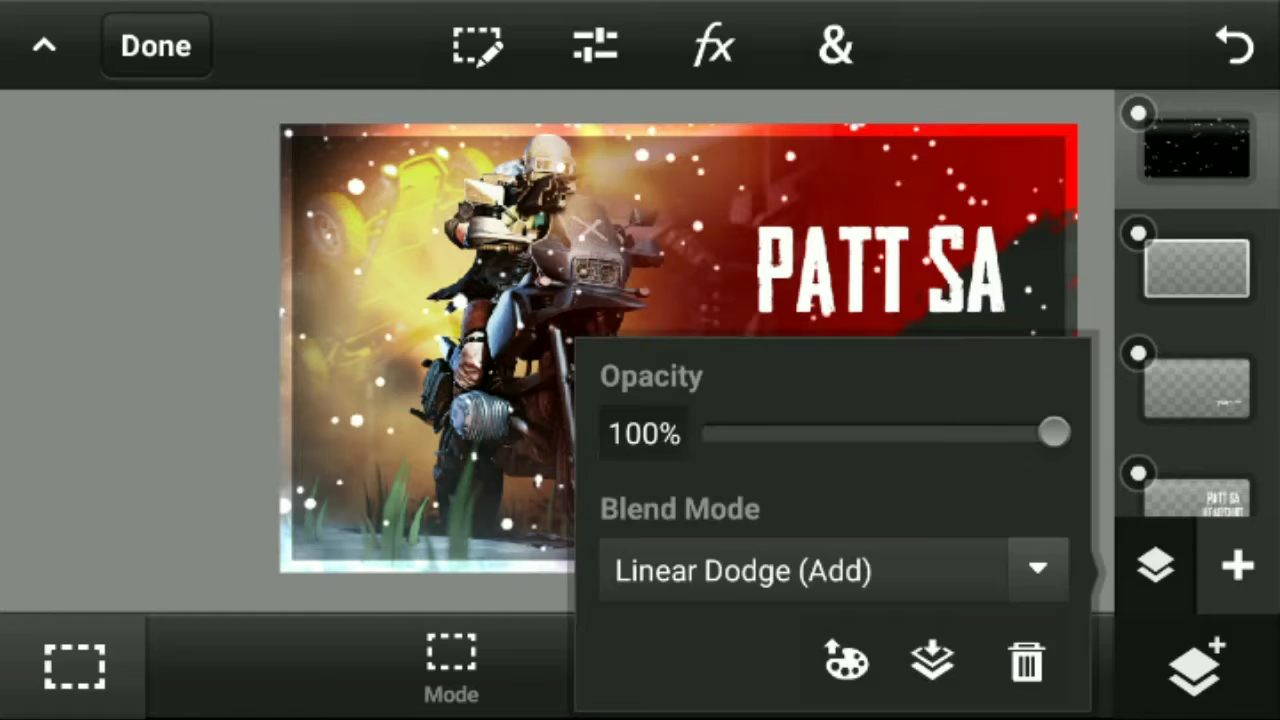 Done
fx
&
PATT SA
Opacity
100%
Blend Mode
Linear Dodge (Add)
PATT SA
Mode